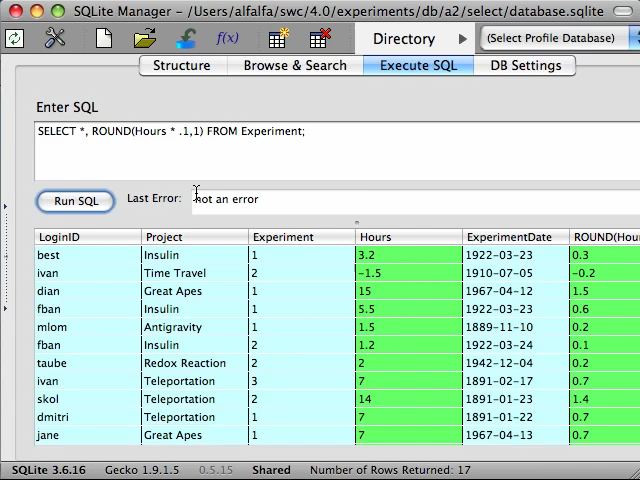 SQLite Manager - /Users/alfalfa/swc/4.0/experiments/db/a2/select/database.sqlite
f(x) Directory (Select Profile Database)
Structure Browse & Search Execute SQL DB Settings
Enter SQL
SELECT *, ROUND(Hours * .1,1) FROM Experiment;
Run SQL Last Error: not an error
LoginID Project Experiment Hours ExperimentDate ROUND(Hou
best Insulin 1 3.2 1922-03-23 0.3
ivan Time Travel 2 -1.5 1910-07-05 -0.2
dian Great Apes 1 15 1967-04-12 1.5
fban Insulin 1 5.5 1922-03-23 0.6
mlom Antigravity 1 1.5 1889-11-10 0.2
fban Insulin 2 1.2 1922-03-24 0.1
taube Redox Reaction 2 2 1942-12-04 0.2
ivan Teleportation 3 7 1891-02-17 0.7
skol Teleportation 2 14 1891-01-23 1.4
dmitri Teleportation 1 7 1891-01-22 0.7
jane Great Apes 1 7 1967-04-13 0.7
SQLite 3.6.16 Gecko 1.9.1.5 0.5.15 Shared Number of Rows Returned: 17